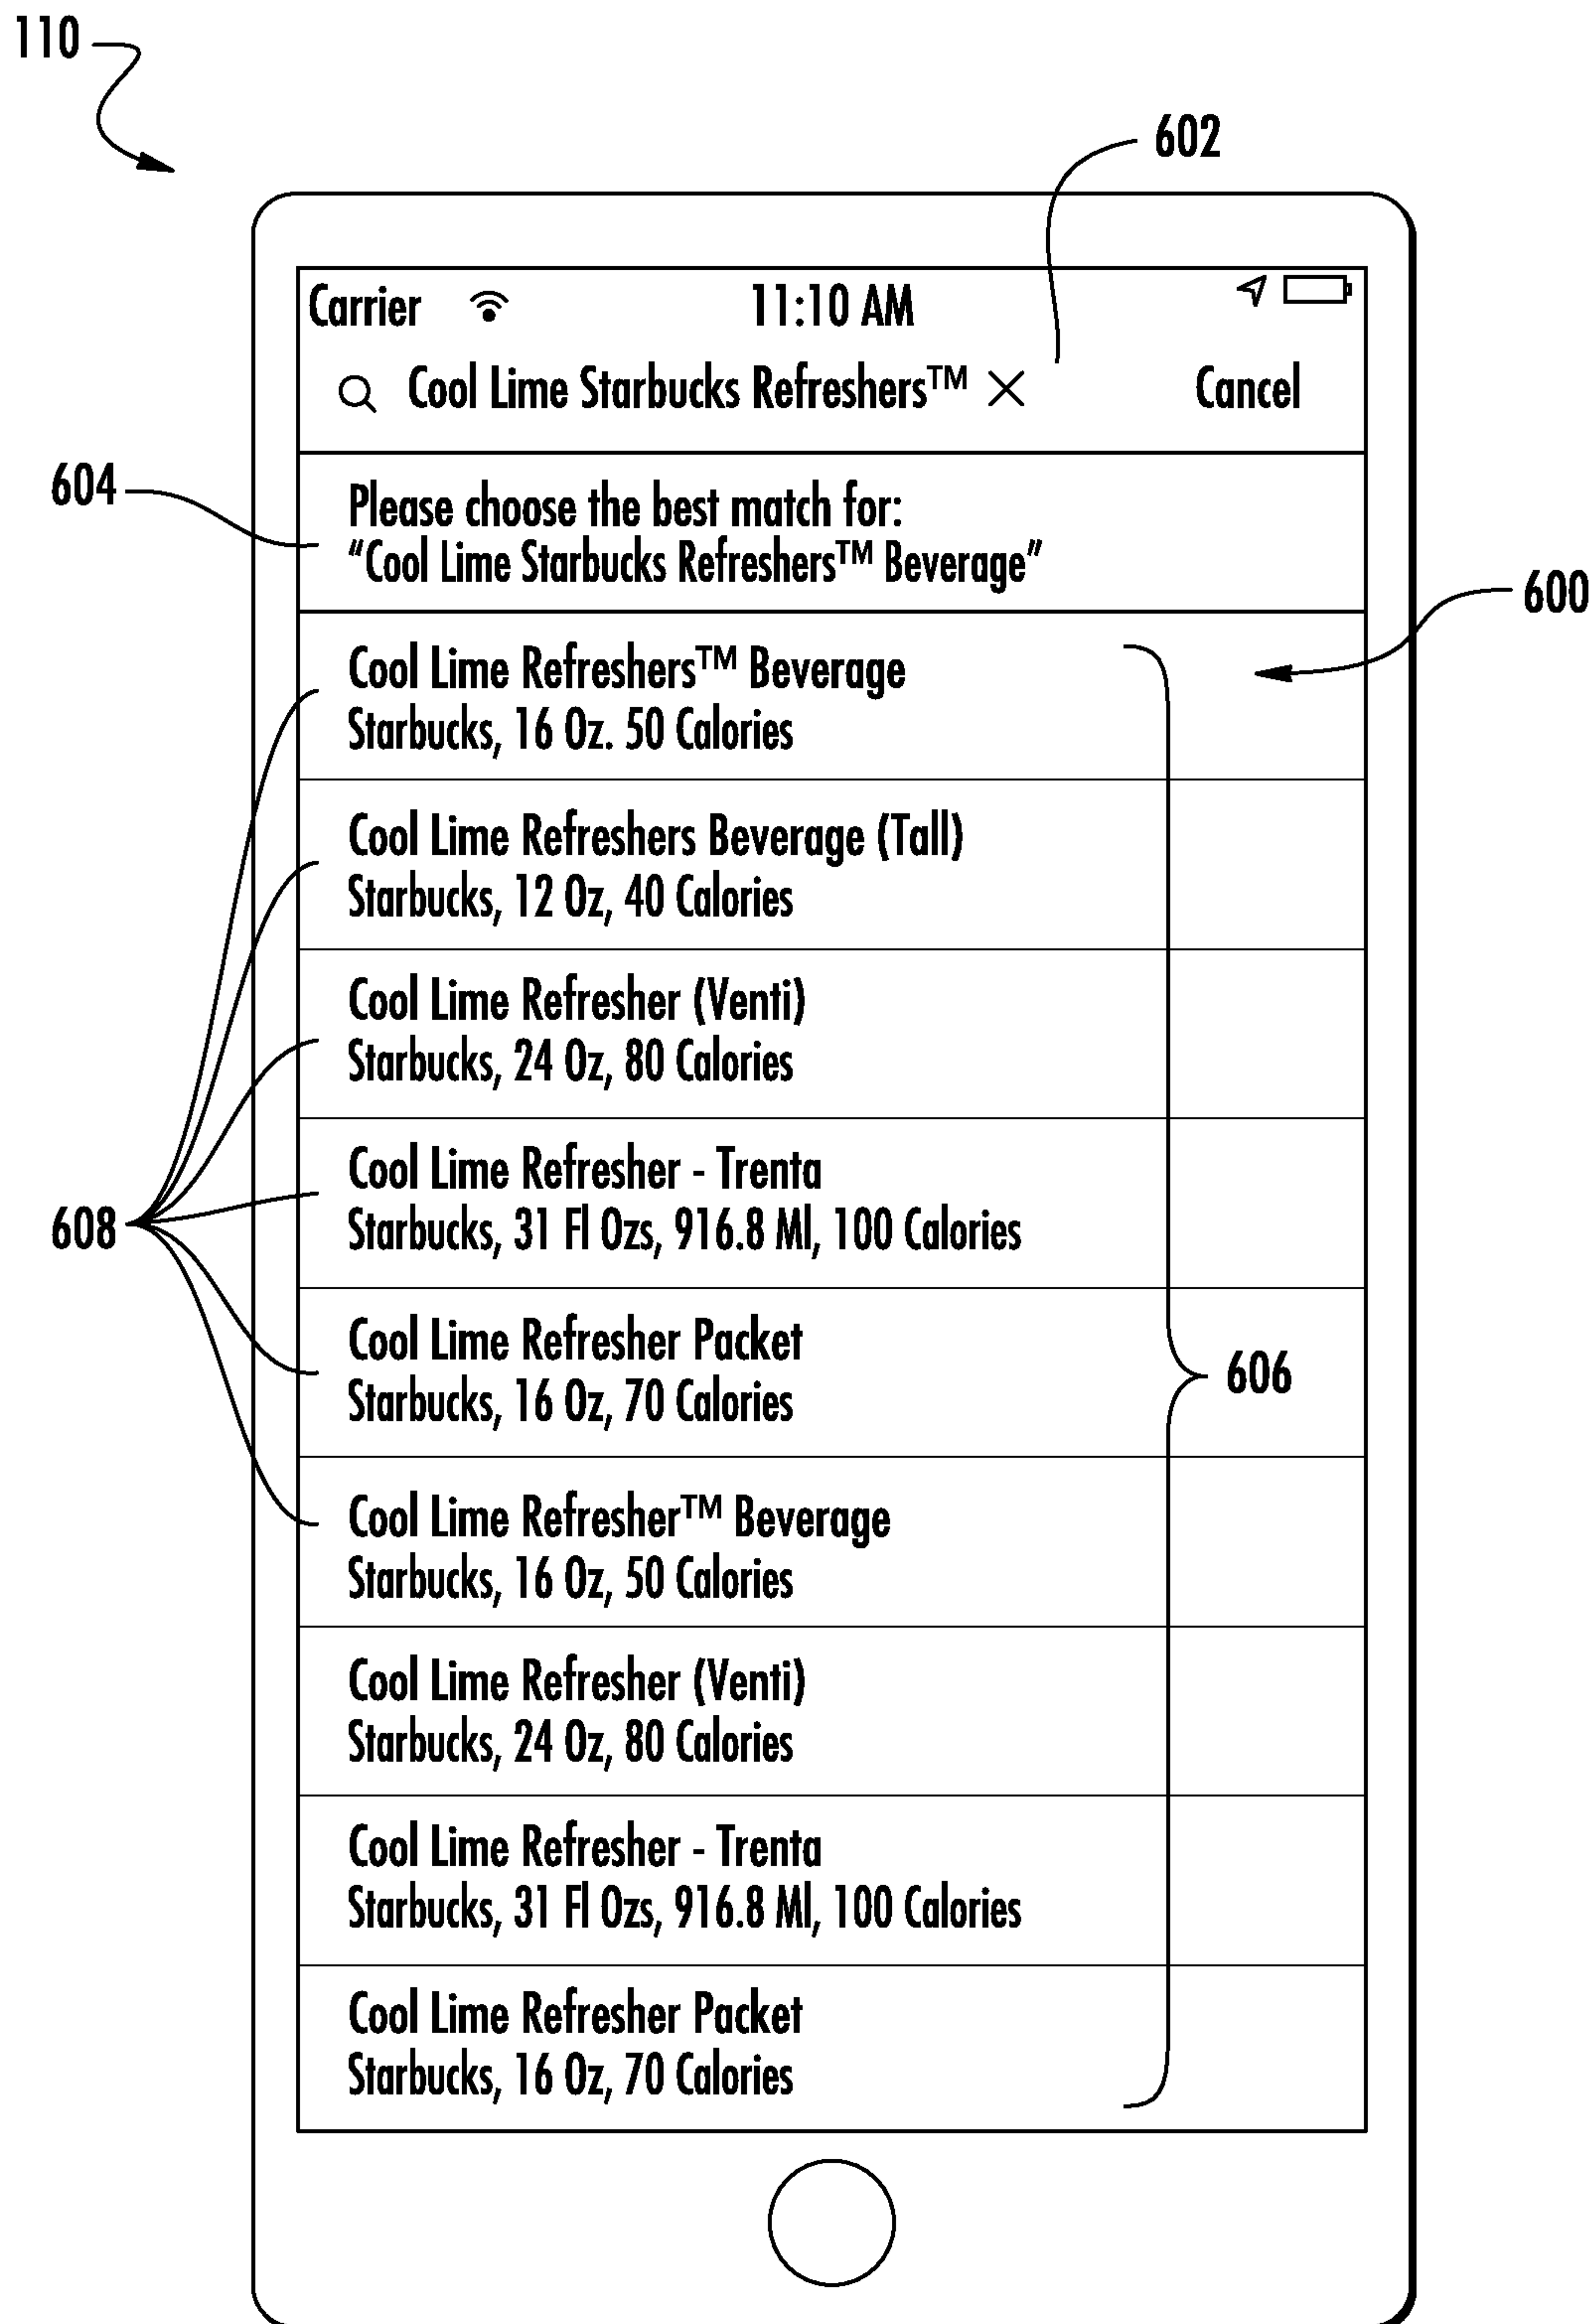 110
602
Carrier 11:10 AM
Cool Lime Starbucks Refreshers™ X Cancel
604
Please choose the best match for:
"Cool Lime Starbucks Refreshers™ Beverage"
600
Cool Lime Refreshers™ Beverage
Starbucks, 16 Oz. 50 Calories
Cool Lime Refreshers Beverage (Tall)
Starbucks, 12 Oz, 40 Calories
Cool Lime Refresher (Venti)
Starbucks, 24 Oz, 80 Calories
Cool Lime Refresher - Trenta
608
Starbucks, 31 Fl Ozs, 916.8 Ml, 100 Calories
Cool Lime Refresher Packet
606
Starbucks, 16 Oz, 70 Calories
Cool Lime Refresher™ Beverage
Starbucks, 16 Oz, 50 Calories
Cool Lime Refresher (Venti)
Starbucks, 24 Oz, 80 Calories
Cool Lime Refresher - Trenta
Starbucks, 31 Fl Ozs, 916.8 Ml, 100 Calories
Cool Lime Refresher Packet
Starbucks, 16 Oz, 70 Calories